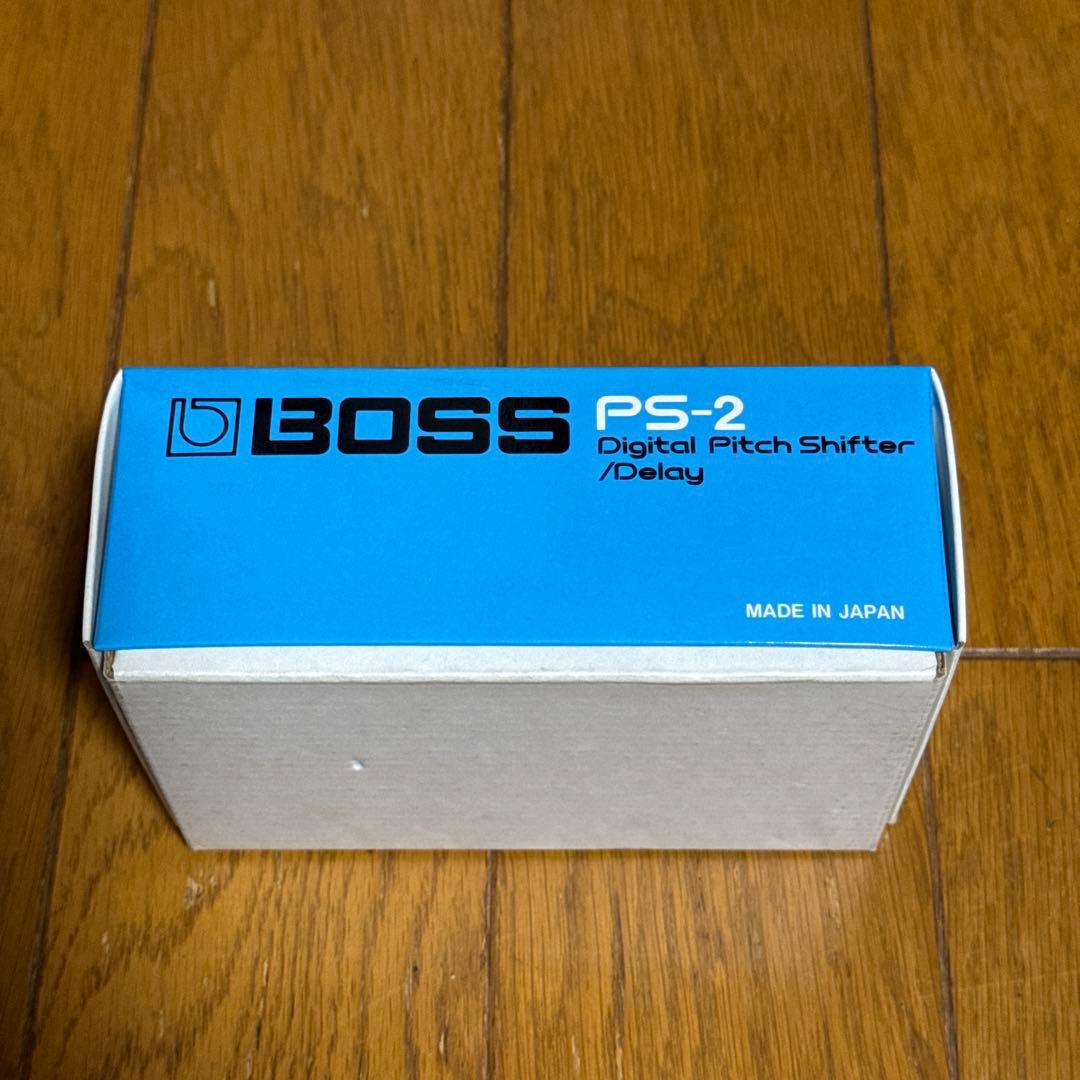 BOSS PS-2
Digital Pitch Shifter
/Delay
MADE IN JAPAN